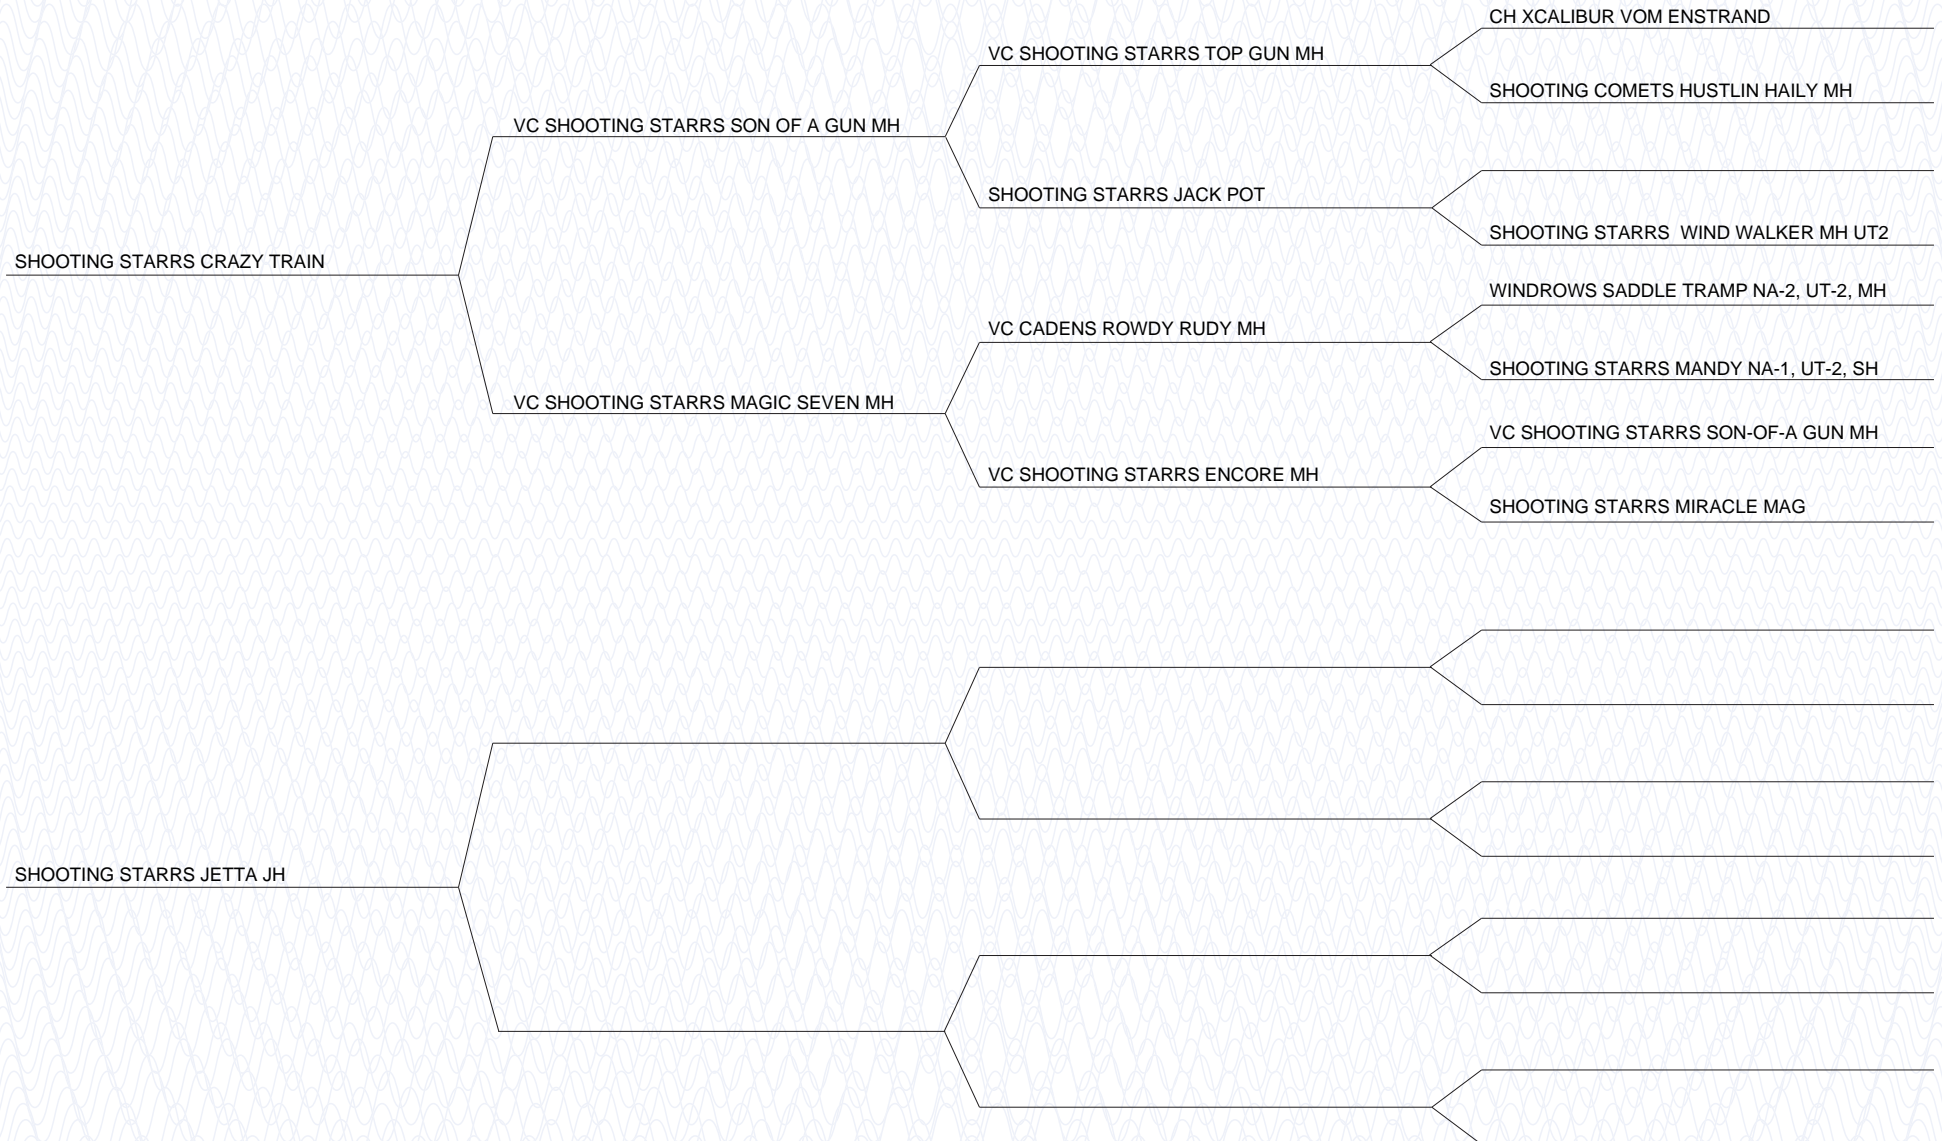 CH XCALIBUR VOM ENSTRAND
VC SHOOTING STARRS TOP GUN MH
SHOOTING COMETS HUSTLIN HAILY MH
VC SHOOTING STARRS SON OF A GUN MH
SHOOTING STARRS JACK POT
SHOOTING STARRS  WIND WALKER MH UT2
SHOOTING STARRS CRAZY TRAIN
WINDROWS SADDLE TRAMP NA-2, UT-2, MH
VC CADENS ROWDY RUDY MH
SHOOTING STARRS MANDY NA-1, UT-2, SH
VC SHOOTING STARRS MAGIC SEVEN MH
VC SHOOTING STARRS SON-OF-A GUN MH
VC SHOOTING STARRS ENCORE MH
SHOOTING STARRS MIRACLE MAG
SHOOTING STARRS JETTA JH